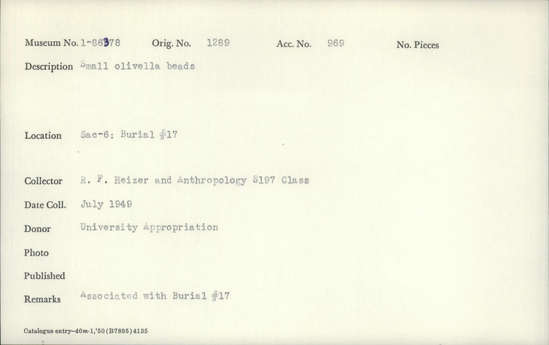 Museum No. 1-86378 Orig. No. 1289 Acc. No. 969 No. Pieces
Description Small olivella beads
Location Sac-6; Burial #17
Collector R. F. Heizer and Anthropology S197 Class
Date Coll. July 1949
Donor University Appropriation
Photo
Published
Remarks Associated with Burial #17
Catalogue entry—40m-1,'50(B7895)4135